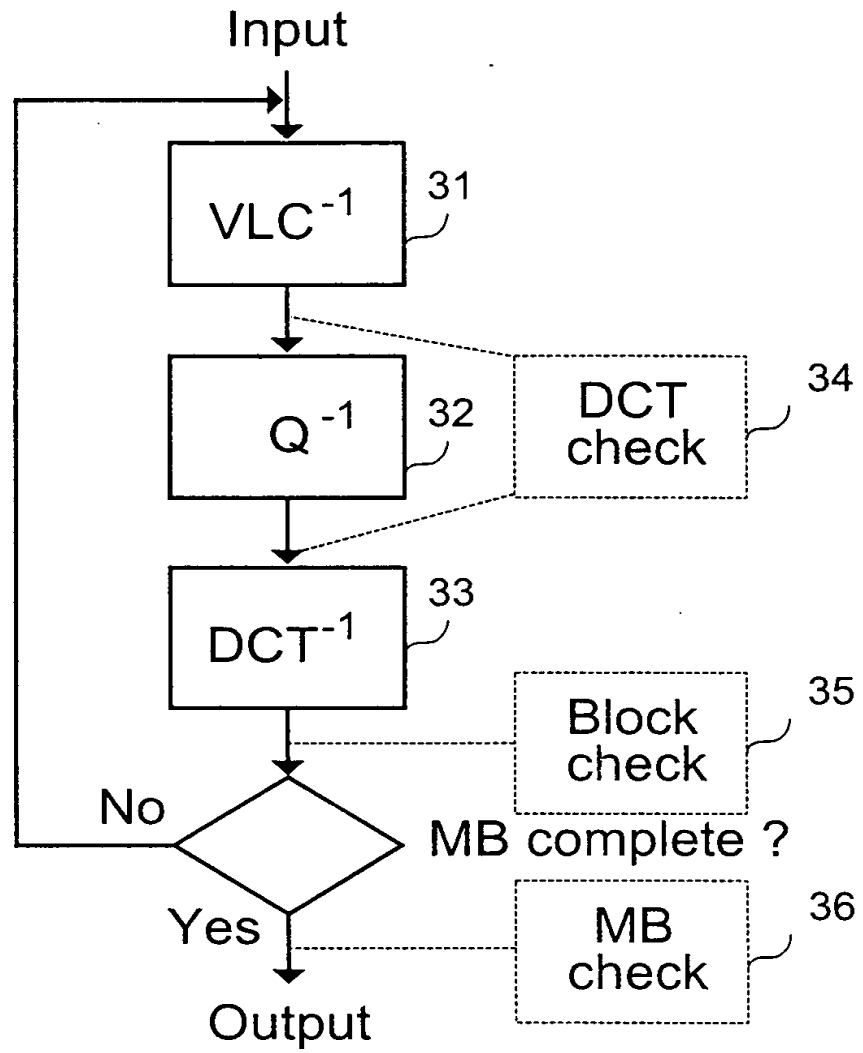 Input
VLC⁻¹
31
Q⁻¹
32
DCT
check
34
DCT⁻¹
33
Block
check
35
No
MB complete ?
Yes
MB
check
36
Output